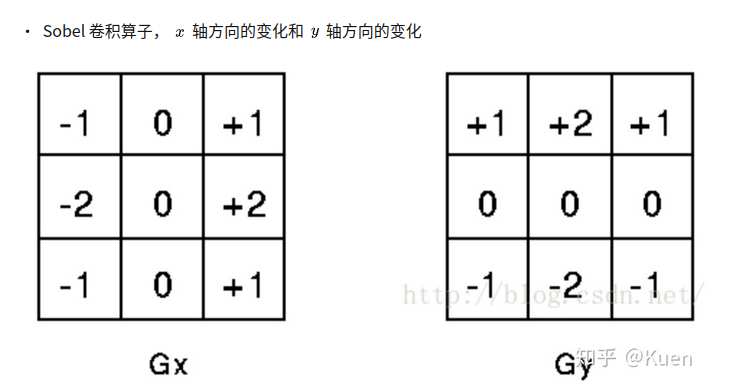 • Sobel 卷积算子， x 轴方向的变化和 y 轴方向的变化
-1 0 +1
-2 0 +2
-1 0 +1
Gx
+1 +2 +1
0 0 0
-1 -2 -1
http://blog.csdn.net/
Gy
知乎 @Kuen